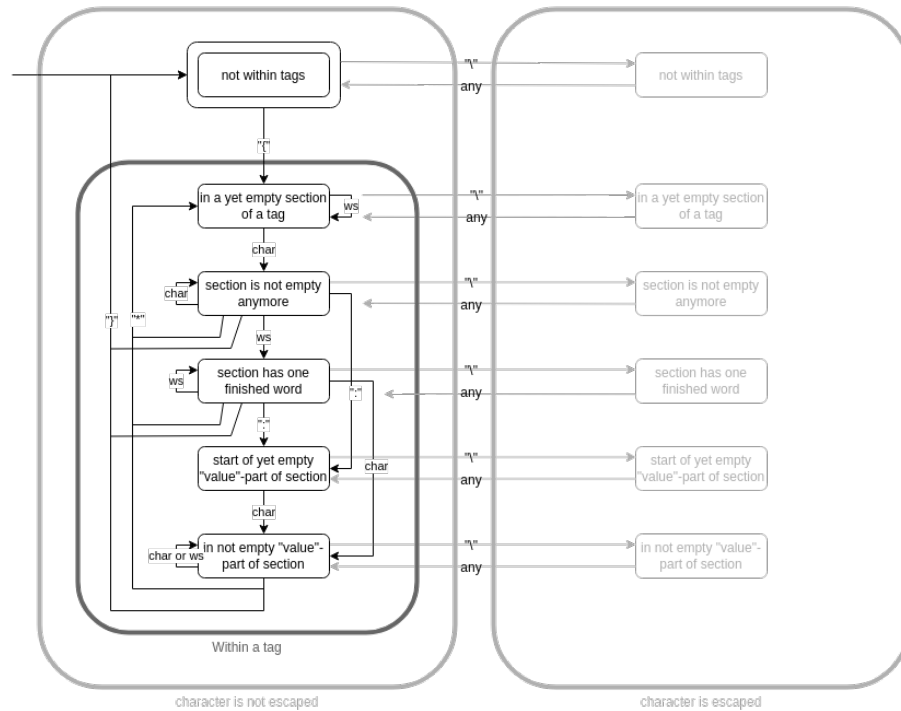 not within tags
"\"
any
not within tags
"{"
in a yet empty section
of a tag
ws
"\"
any
in a yet empty section
of a tag
char
section is not empty
anymore
char
"\"
any
section is not empty
anymore
"}"
"*"
ws
section has one
finished word
ws
":"
"\"
any
section has one
finished word
":"
start of yet empty
"value"-part of section
char
"\"
any
start of yet empty
"value"-part of section
char
in not empty "value"-
part of section
char or ws
"\"
any
in not empty "value"-
part of section
Within a tag
character is not escaped
character is escaped